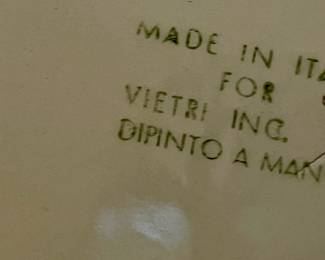 MADE IN ITA
FOR
VIETRI INC.
DIPINTO A MAN